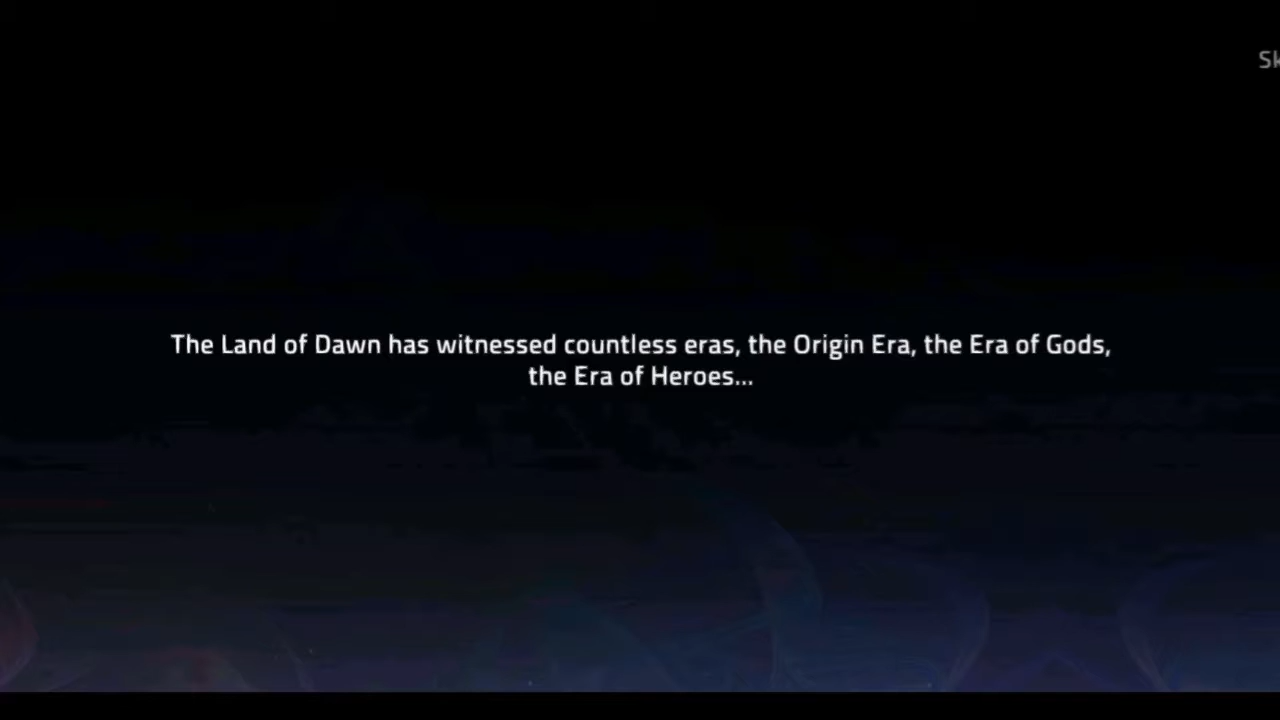 The Land of Dawn has witnessed countless eras, the Origin Era, the Era of Gods,
the Era of Heroes...